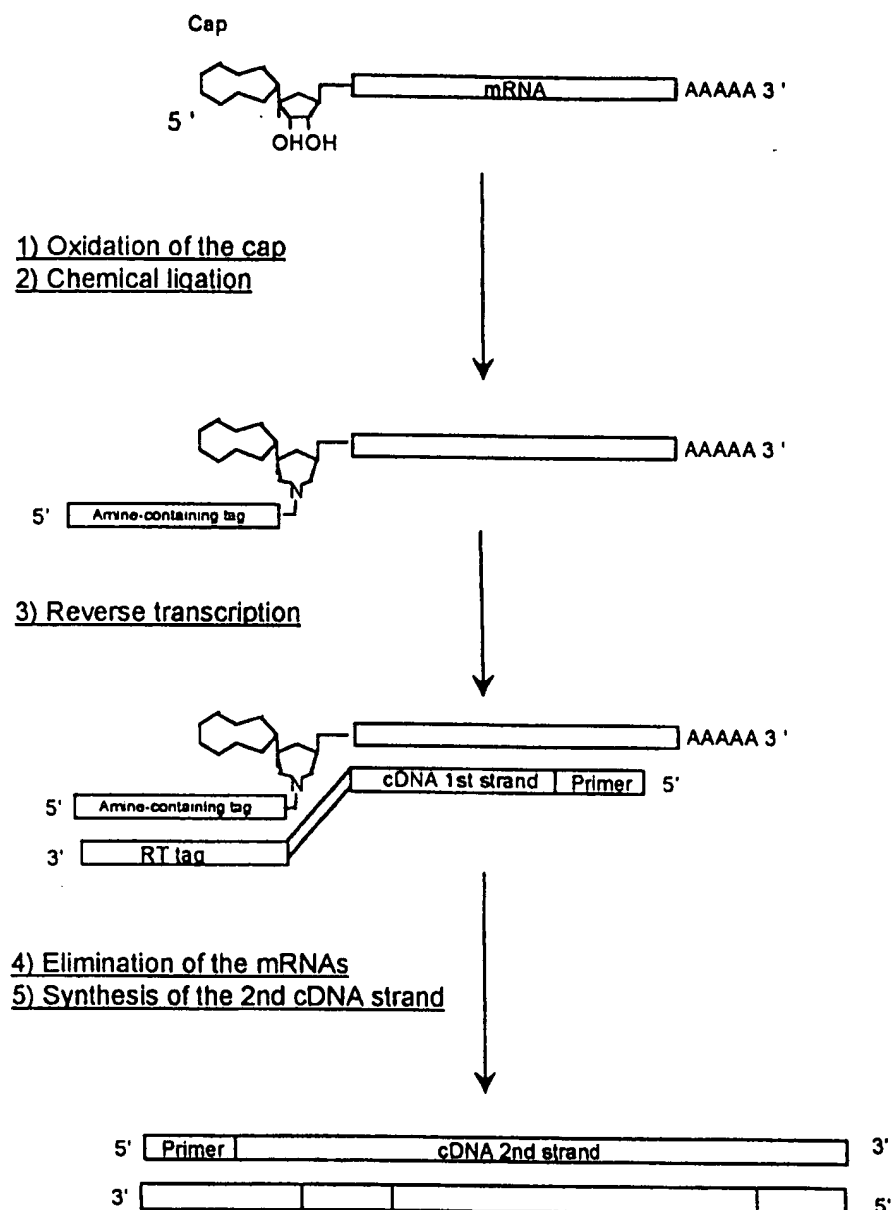 Cap
mRNA AAAAA 3 '
5 '
OHOH
1) Oxidation of the cap
2) Chemical ligation
AAAAA 3 '
5' Amine-containing tag
N
3) Reverse transcription
AAAAA 3 '
cDNA 1st strand Primer 5'
N
5' Amine-containing tag
3' RT tag
4) Elimination of the mRNAs
5) Synthesis of the 2nd cDNA strand
5' Primer cDNA 2nd strand 3'
3' 5'